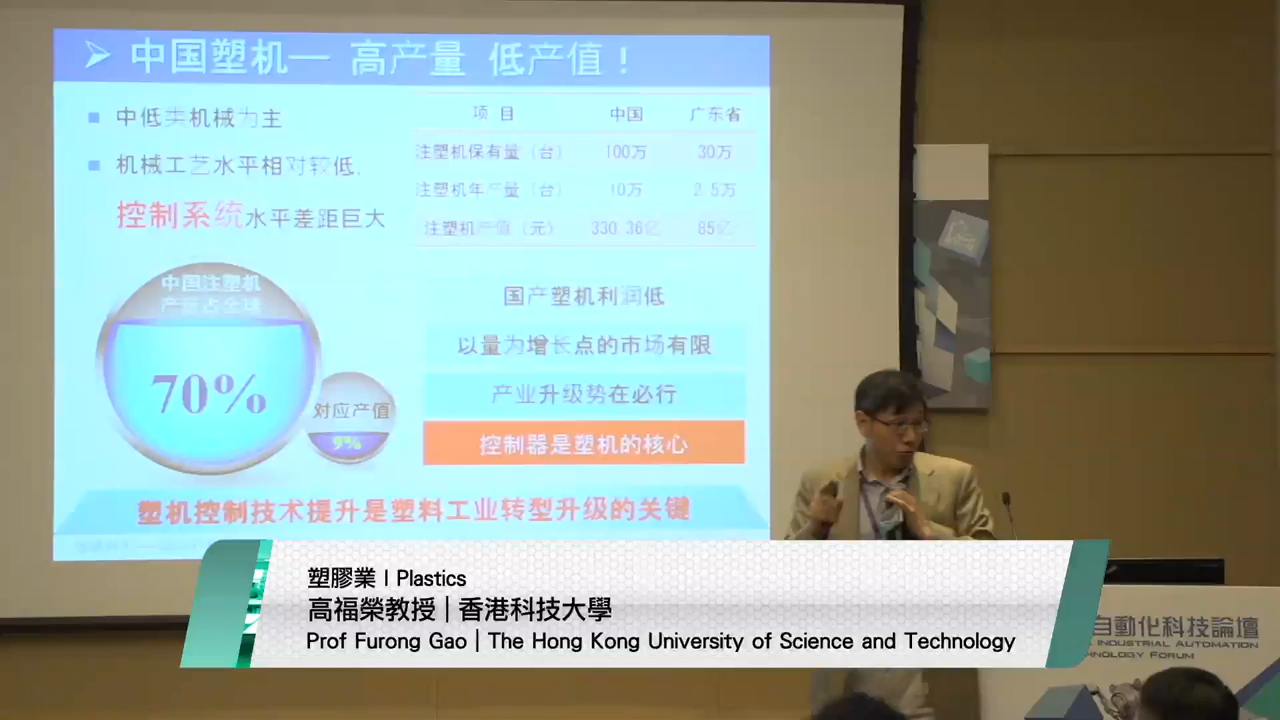 中国塑机— 高产量 低产值！
中低类机械为主
机械工艺水平相对较低,
控制系统水平差距巨大
项 目 中国 广东省
注塑机保有量（台） 100万 30万
注塑机年产量（台） 10万 2.5万
注塑机产值（元） 330.36亿 85亿
中国注塑机
产量占全球
70%
对应产值
9%
国产塑机利润低
以量为增长点的市场有限
产业升级势在必行
控制器是塑机的核心
塑机控制技术提升是塑料工业转型升级的关键
塑膠業 | Plastics
高福榮教授 | 香港科技大學
Prof Furong Gao | The Hong Kong University of Science and Technology
自動化科技論壇
INDUSTRIAL AUTOMATION
FORUM